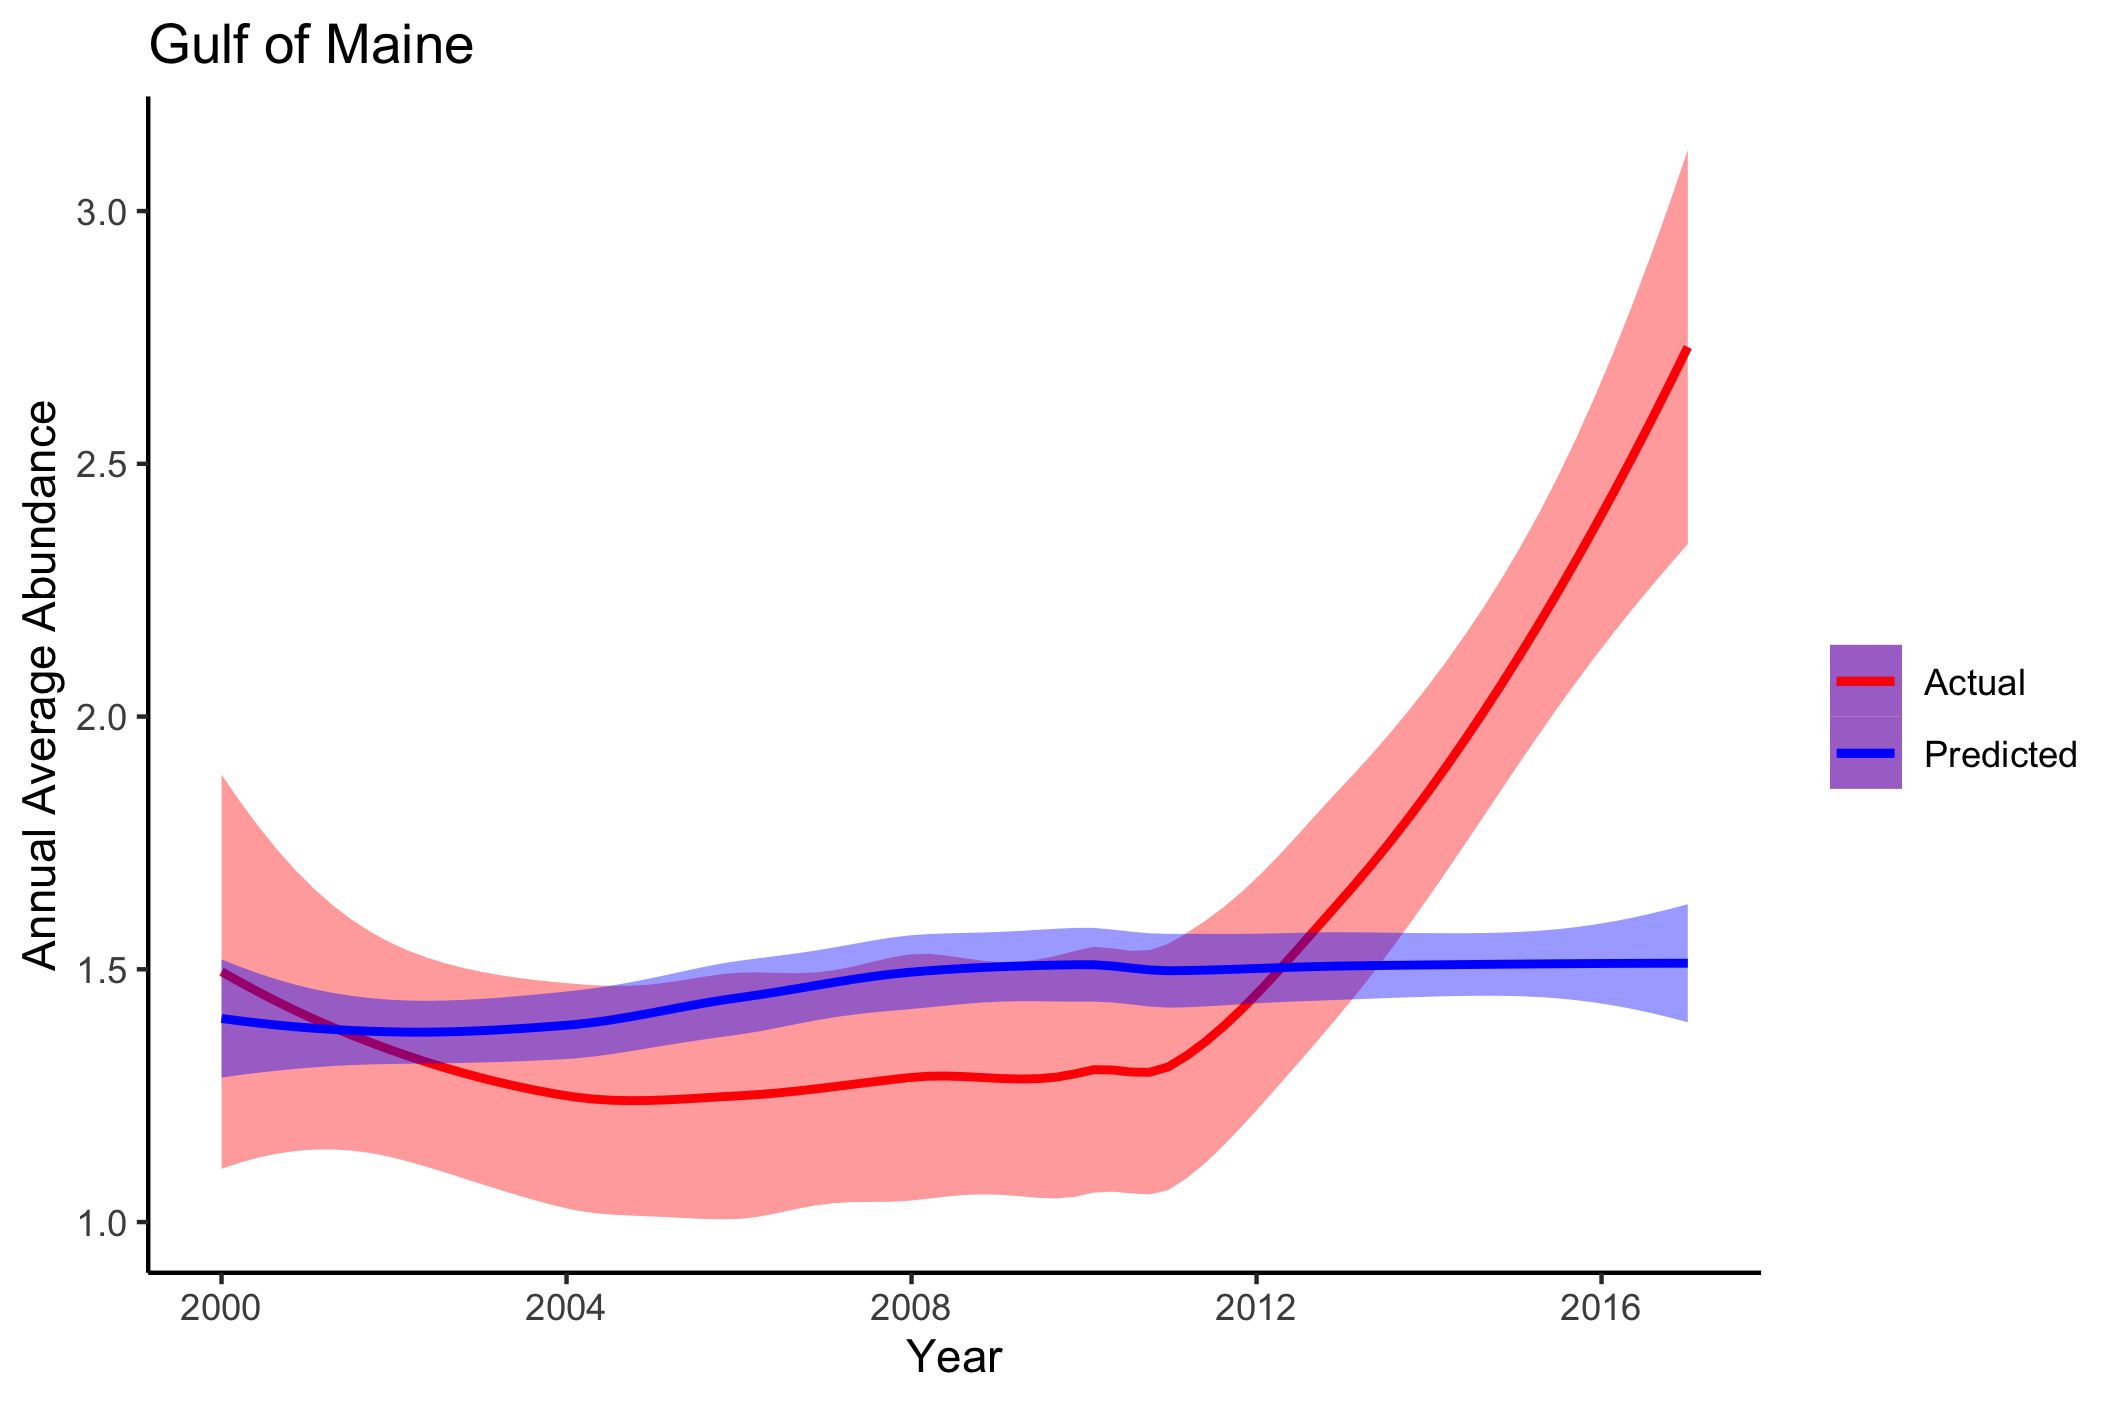 Gulf of Maine
Annual Average Abundance
3.0
2.5
2.0
1.5
1.0
2000 2004 2008 2012 2016
Year
Actual
Predicted